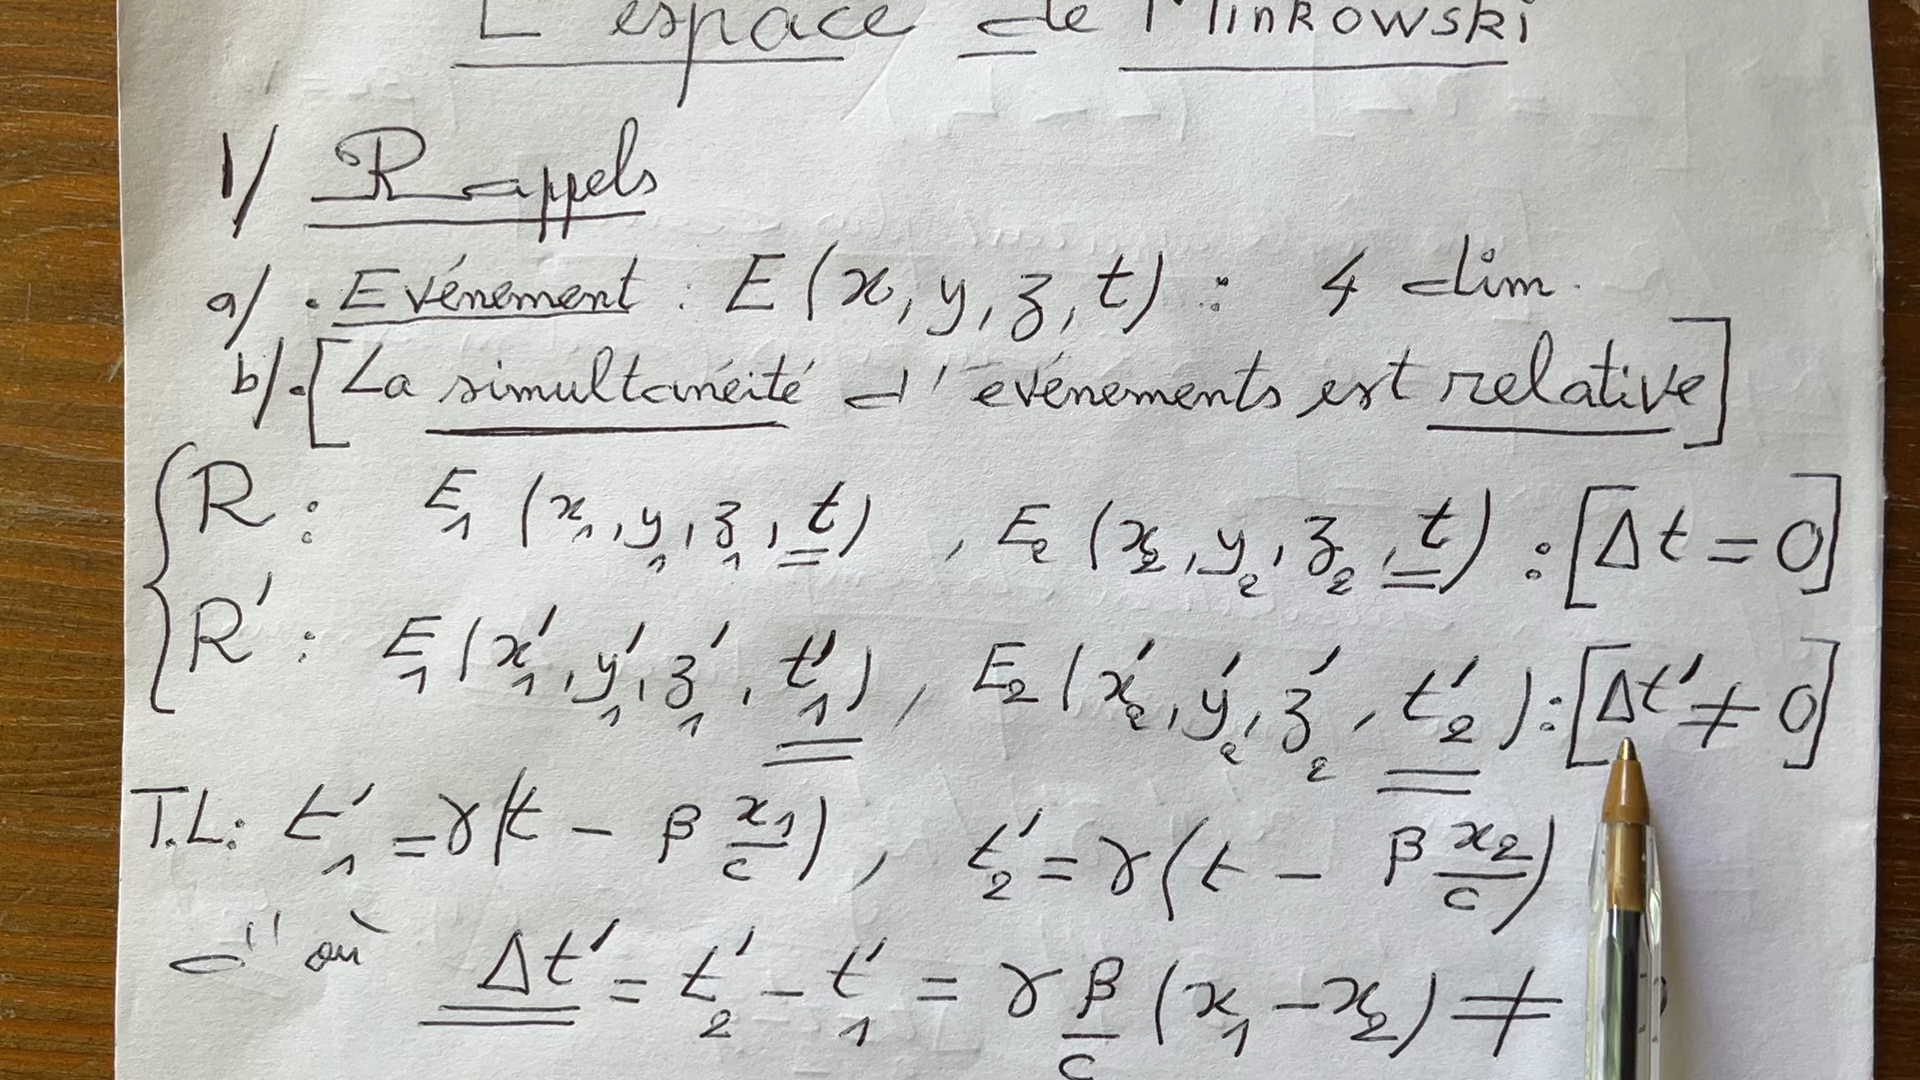 L'espace de Minkowski
1/ Rappels
a/ . Evénement : E(x, y, z, t) : 4 dim.
b/. [La simultanéité d'événements est relative]
R : E₁ (x₁, y₁, z₁, t) , E₂ (x₂, y₂, z₂, t) : [Δt = 0]
R' : E₁ (x'₁, y'₁, z'₁, t'₁) , E₂ (x'₂, y'₂, z'₂, t'₂) : [Δt' ≠ 0]
T.L: t'₁ = γ(t - β x₁/c) , t'₂ = γ(t - β x₂/c)
d'où Δt' = t'₂ - t'₁ = γ β/c (x₁ - x₂) ≠